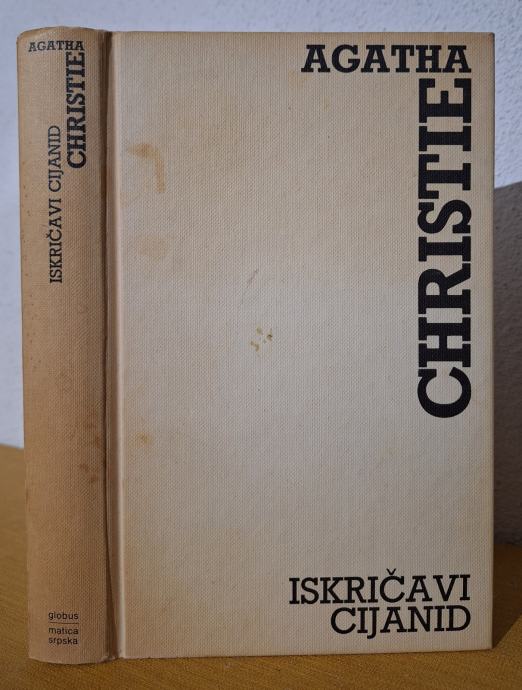 AGATHA
CHRISTIE
ISKRIČAVI CIJANID
globus
matica
srpska
AGATHA
CHRISTIE
ISKRIČAVI
CIJANID